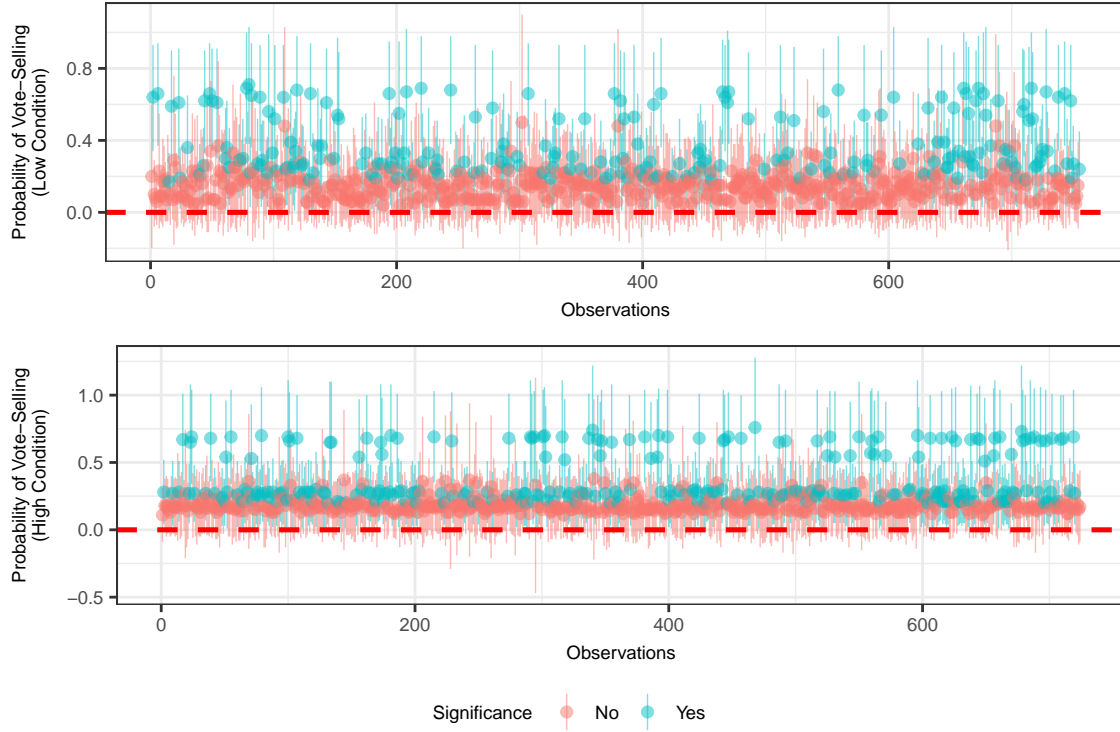 Probability of Vote−Selling
(Low Condition)
0.8
0.4
0.0
0
200
400
600
Observations
Probability of Vote−Selling
(High Condition)
1.0
0.5
0.0
−0.5
0
200
400
600
Observations
Significance
No
Yes